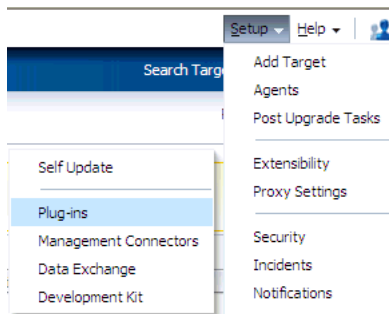 Setup Help
Search Targe
Add Target
Agents
Post Upgrade Tasks
Extensibility
Proxy Settings
Security
Incidents
Notifications
Self Update
Plug-ins
Management Connectors
Data Exchange
Development Kit